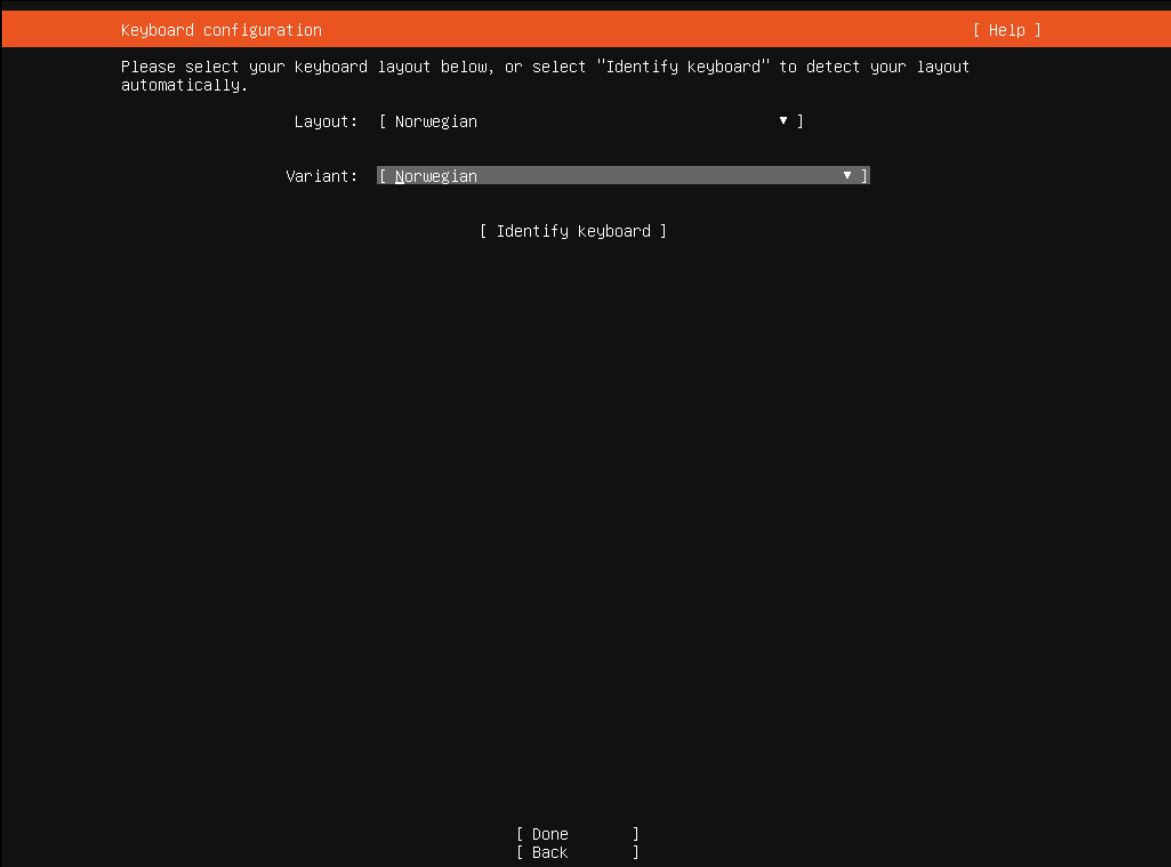 Keyboard configuration [ Help ]
Please select your keyboard layout below, or select "Identify keyboard" to detect your layout
automatically.
Layout: [ Norwegian ▼ ]
Variant: [ Norwegian ▼ ]
[ Identify keyboard ]
[ Done ]
[ Back ]